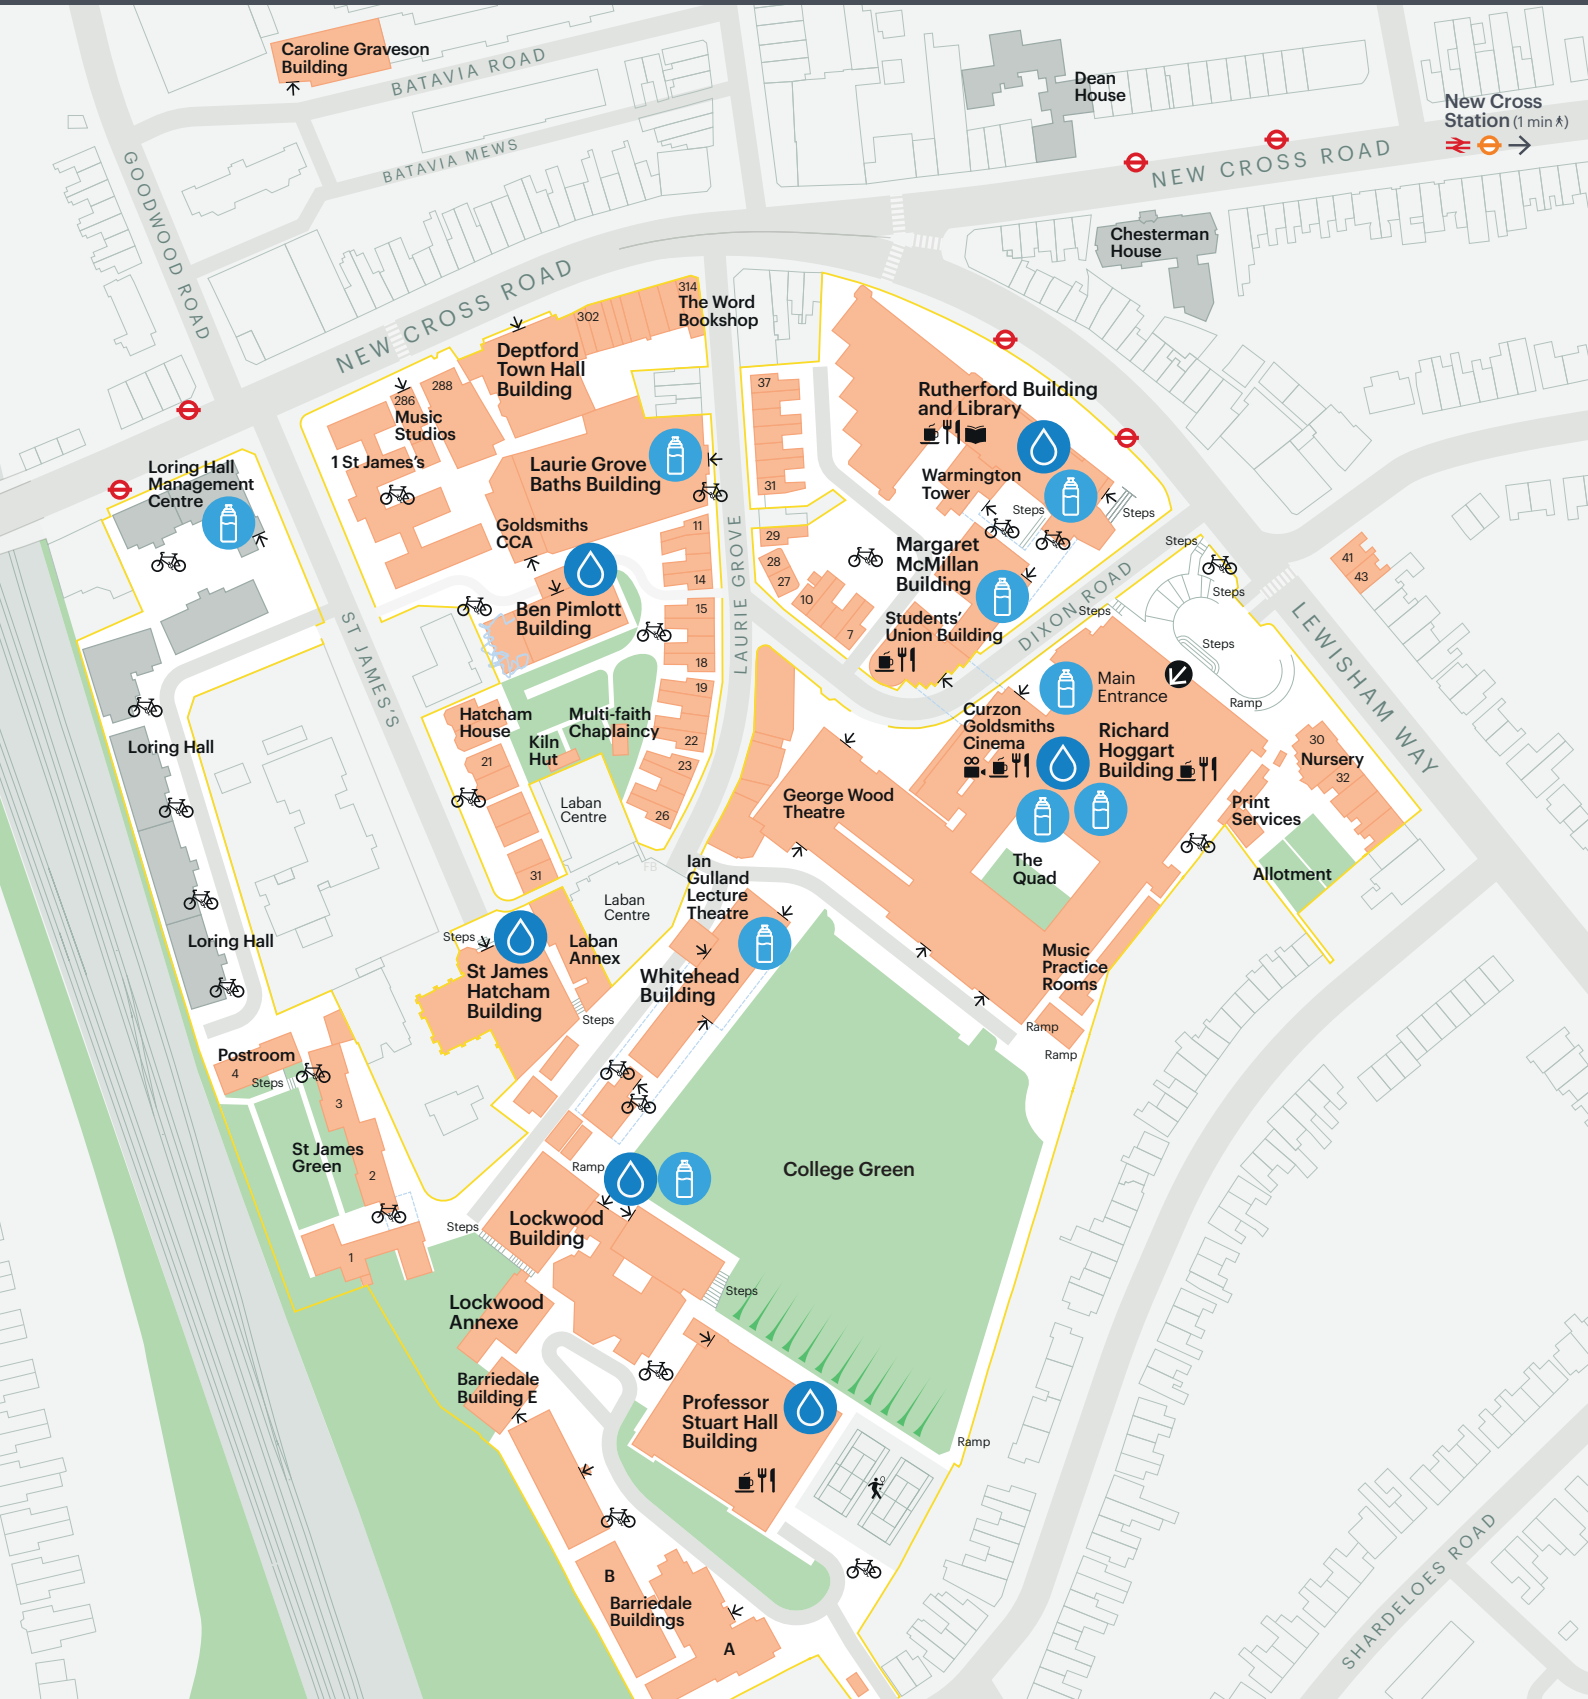 Caroline Graveson
Building
BATAVIA ROAD
BATAVIA MEWS
GOODWOOD ROAD
Dean
House
New Cross
Station (1 min)
NEW CROSS ROAD
Chesterman
House
NEW CROSS ROAD
314
The Word
Bookshop
302
Deptford
Town Hall
Building
288
286
Music
Studios
1 St James's
Laurie Grove
Baths Building
Goldsmiths
CCA
Ben Pimlott
Building
Loring Hall
Management
Centre
37
31
29
28
27
10
7
11
14
15
18
19
22
23
26
LAURIE GROVE
Rutherford Building
and Library
Warmington
Tower
Steps
Steps
Margaret
McMillan
Building
Students'
Union Building
DIXON ROAD
Steps
Steps
Steps
Steps
Ramp
41
43
LEWISHAM WAY
Main
Entrance
Curzon
Goldsmiths
Cinema
Richard
Hoggart
Building
30
Nursery
32
Print
Services
Allotment
The
Quad
George Wood
Theatre
Music
Practice
Rooms
Ramp
Ramp
ST JAMES'S
Hatcham
House
Kiln
Hut
Multi-faith
Chaplaincy
21
31
Laban
Centre
FB
Laban
Centre
Ian
Gulland
Lecture
Theatre
Loring Hall
Loring Hall
Steps
St James
Hatcham
Building
Laban
Annex
Steps
Whitehead
Building
Postroom
4
Steps
3
St James
Green
2
1
Ramp
College Green
Steps
Lockwood
Building
Steps
Lockwood
Annexe
Barriedale
Building E
Professor
Stuart Hall
Building
Ramp
B
Barriedale
Buildings
A
SHARDELOES ROAD